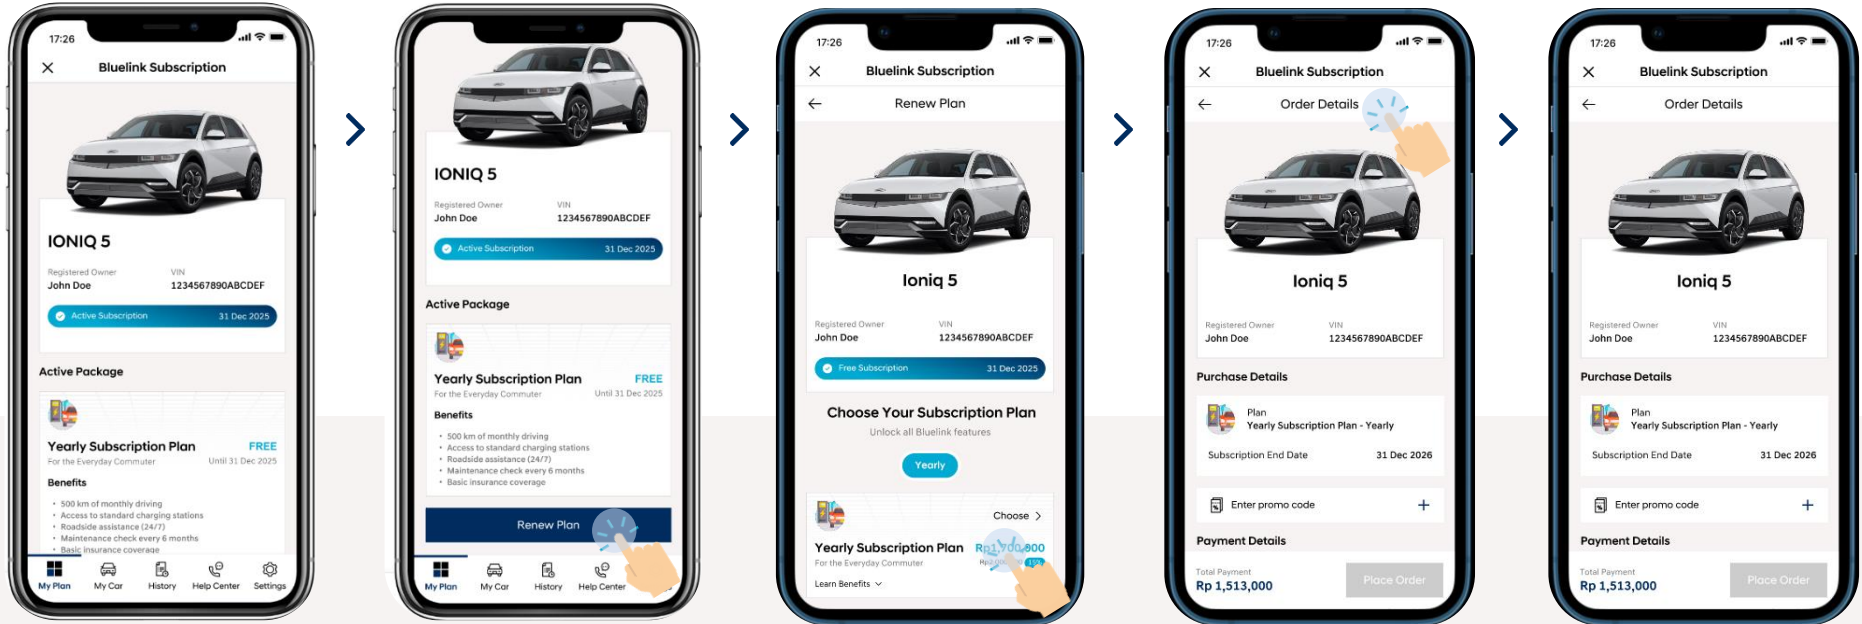 17:26
Bluelink Subscription
IONIQ 5
Registered Owner
VIN
John Doe
1234567890ABCDEF
Active Subscription
31 Dec 2025
Active Package
Yearly Subscription Plan
FREE
For the Everyday Commuter
Until 31 Dec 2025
Benefits
• 500 km of monthly driving
• Access to standard charging stations
• Roadside assistance (24/7)
• Maintenance check every 6 months
• Basic insurance coverage
My Plan
My Car
History
Help Center
Settings
IONIQ 5
Registered Owner
VIN
John Doe
1234567890ABCDEF
Active Subscription
31 Dec 2025
Active Package
Yearly Subscription Plan
FREE
For the Everyday Commuter
Until 31 Dec 2025
Benefits
• 500 km of monthly driving
• Access to standard charging stations
• Roadside assistance (24/7)
• Maintenance check every 6 months
• Basic insurance coverage
Renew Plan
My Plan
My Car
History
Help Center
17:26
Bluelink Subscription
Renew Plan
Ioniq 5
Registered Owner
VIN
John Doe
1234567890ABCDEF
Free Subscription
31 Dec 2025
Choose Your Subscription Plan
Unlock all Bluelink features
Yearly
Choose
Yearly Subscription Plan
Rp1,700,000
For the Everyday Commuter
Learn Benefits
17:26
Bluelink Subscription
Order Details
Ioniq 5
Registered Owner
VIN
John Doe
1234567890ABCDEF
Purchase Details
Plan
Yearly Subscription Plan - Yearly
Subscription End Date
31 Dec 2026
Enter promo code
Payment Details
Total Payment
Rp 1,513,000
Place Order
17:26
Bluelink Subscription
Order Details
Ioniq 5
Registered Owner
VIN
John Doe
1234567890ABCDEF
Purchase Details
Plan
Yearly Subscription Plan - Yearly
Subscription End Date
31 Dec 2026
Enter promo code
Payment Details
Total Payment
Rp 1,513,000
Place Order